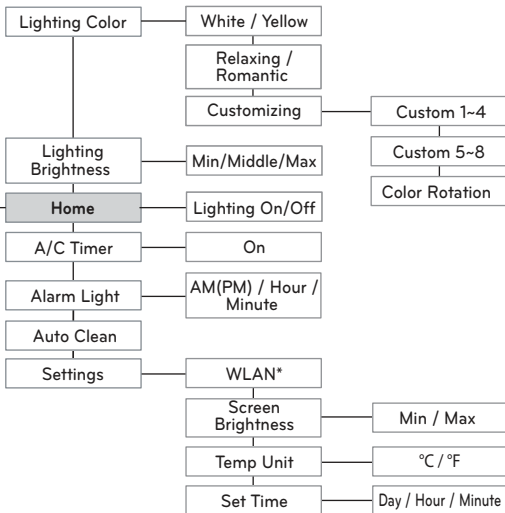 Lighting Color
White / Yellow
Relaxing /
Romantic
Customizing
Custom 1~4
Custom 5~8
Color Rotation
Lighting
Brightness
Min/Middle/Max
Home
Lighting On/Off
A/C Timer
On
Alarm Light
AM(PM) / Hour /
Minute
Auto Clean
Settings
WLAN*
Screen
Brightness
Min / Max
Temp Unit
°C / °F
Set Time
Day / Hour / Minute